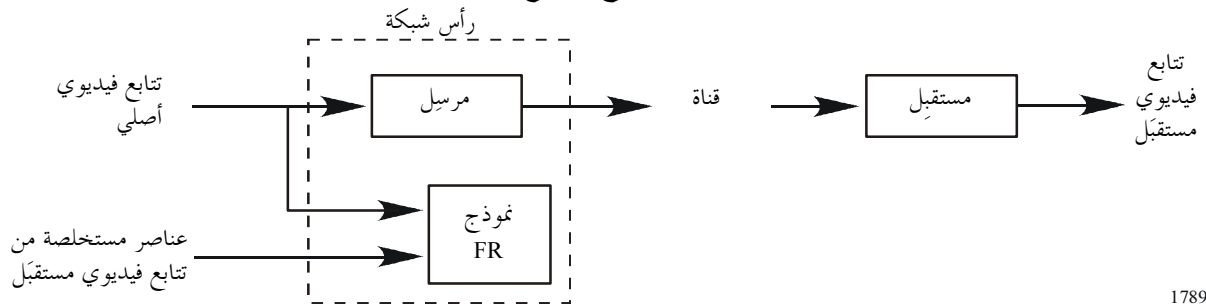 رأس شبكة
تتابع فيديوي
أصلي
مرسِل
قناة
مستقبِل
تتابع
فيديوي
مستقبَل
نموذج
FR
عناصر مستخلصة من
تتابع فيديوي مستقبَل
1789